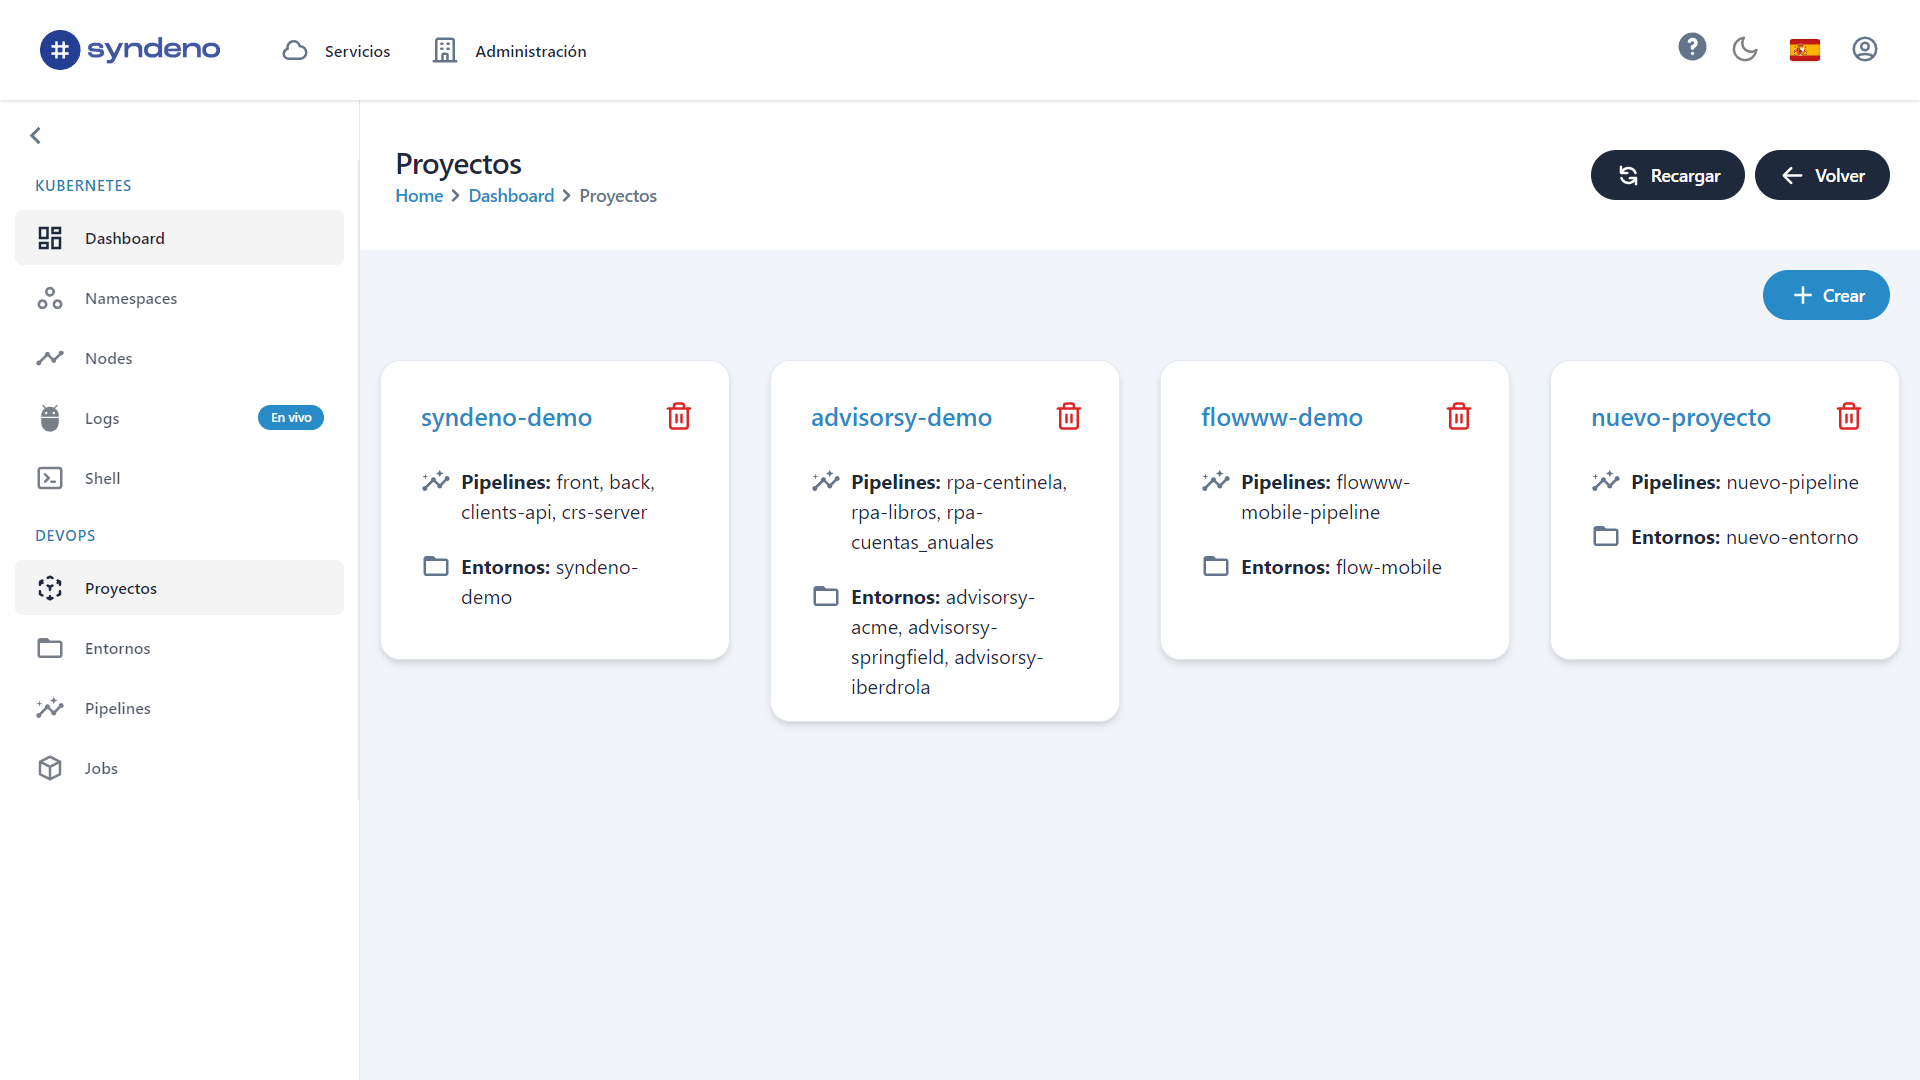 syndeno
Servicios
Administración
KUBERNETES
Dashboard
Namespaces
Nodes
Logs
En vivo
Shell
DEVOPS
Proyectos
Entornos
Pipelines
Jobs
Proyectos
Home > Dashboard > Proyectos
Recargar
Volver
+ Crear
syndeno-demo
Pipelines: front, back,
clients-api, crs-server
Entornos: syndeno-
demo
advisorsy-demo
Pipelines: rpa-centinela,
rpa-libros, rpa-
cuentas_anuales
Entornos: advisorsy-
acme, advisorsy-
springfield, advisorsy-
iberdrola
flowww-demo
Pipelines: flowww-
mobile-pipeline
Entornos: flow-mobile
nuevo-proyecto
Pipelines: nuevo-pipeline
Entornos: nuevo-entorno